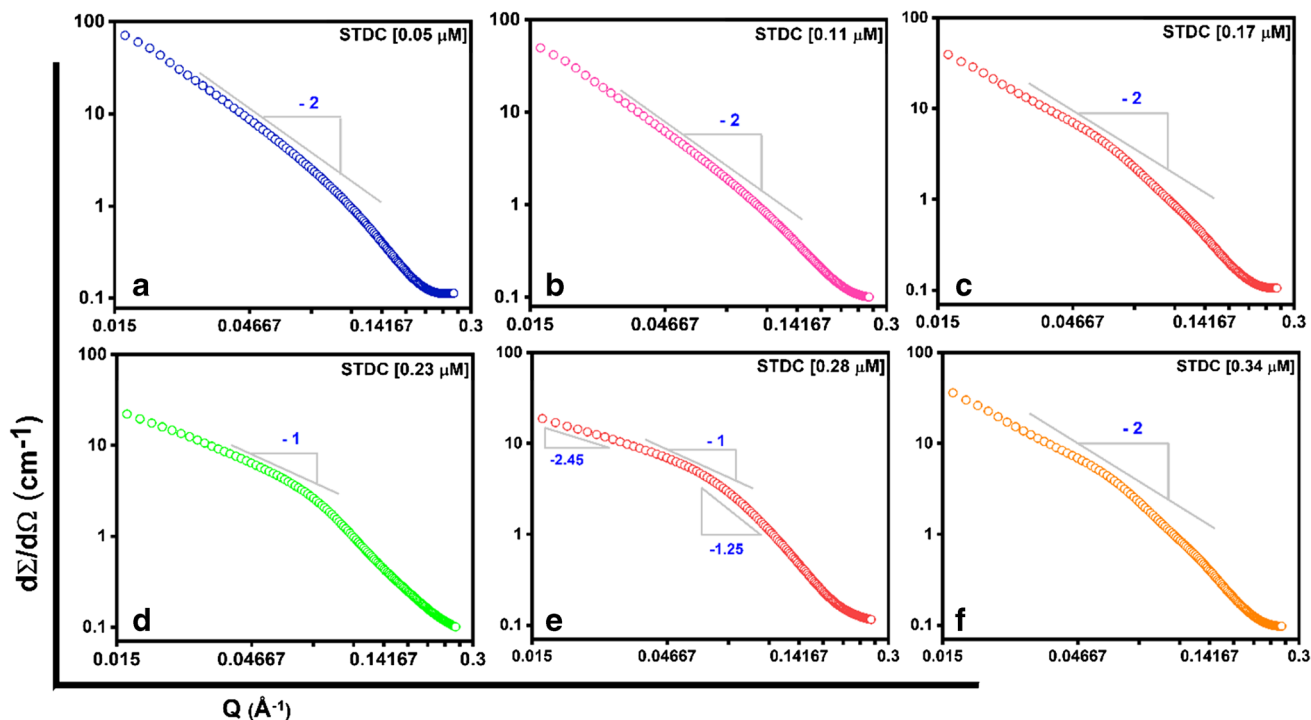 STDC [0.05 µM]
100
10
1
0.1
- 2
a
0.015 0.04667 0.14167 0.3
STDC [0.11 µM]
100
10
1
0.1
- 2
b
0.015 0.04667 0.14167 0.3
STDC [0.17 µM]
100
10
1
0.1
- 2
c
0.015 0.04667 0.14167 0.3
STDC [0.23 µM]
100
10
1
0.1
- 1
d
0.015 0.04667 0.14167 0.3
STDC [0.28 µM]
100
10
1
0.1
- 1
-2.45
-1.25
e
0.015 0.04667 0.14167 0.3
STDC [0.34 µM]
100
10
1
0.1
- 2
f
0.015 0.04667 0.14167 0.3
dΣ/dΩ (cm-1)
Q (Å-1)